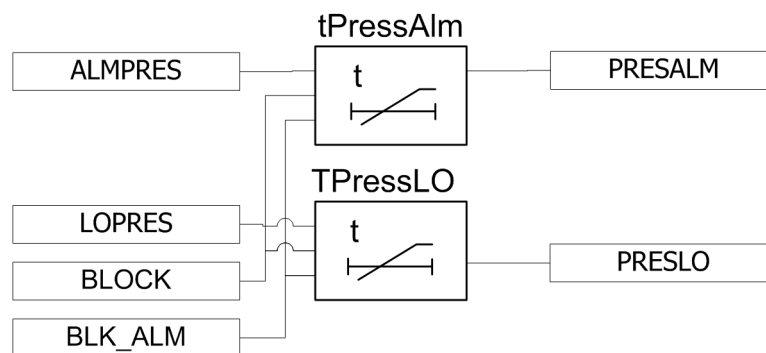 tPressAlm
ALMPRES
t
PRESALM
TPressLO
LOPRES
t
BLOCK
PRESLO
BLK_ALM